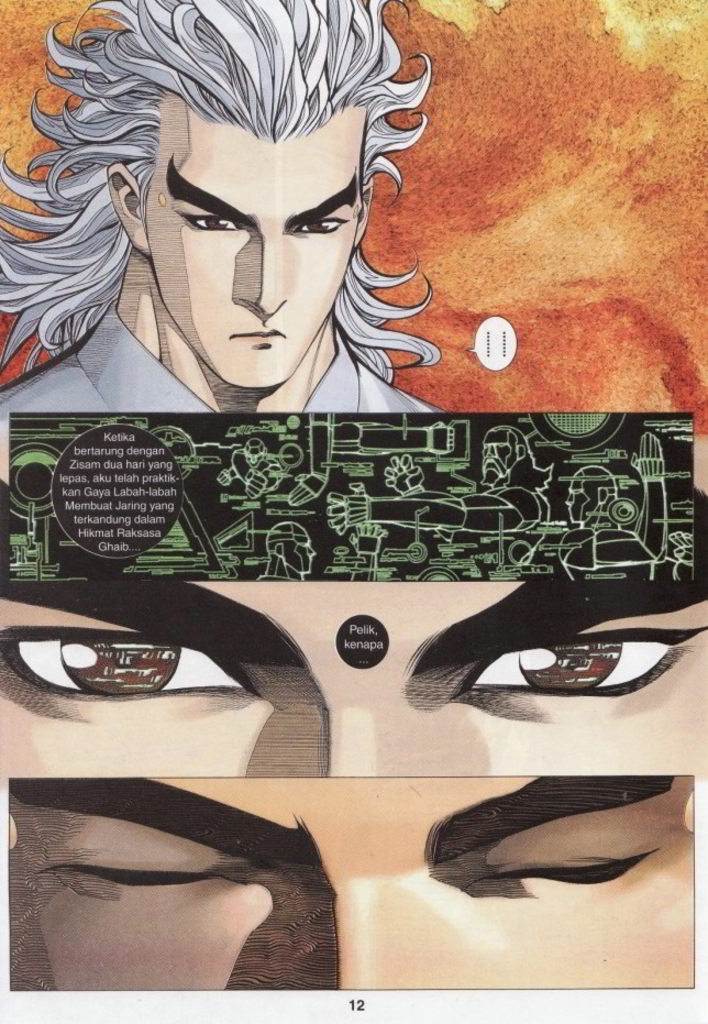 ......
Ketika
bertarung dengan
Zisam dua hari yang
lepas, aku telah praktik-
kan Gaya Labah-labah
Membuat Jaring yang
terkandung dalam
Hikmat Raksasa
Ghaib....
Pelik,
kenapa
...
12